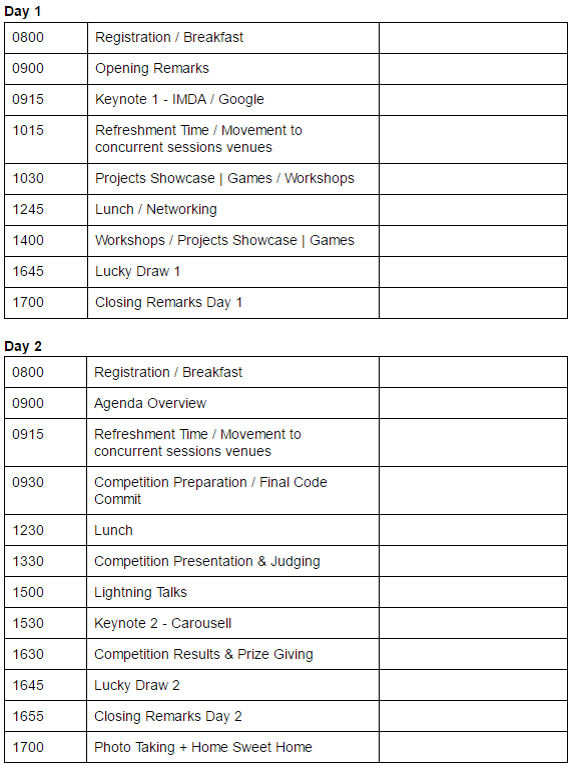 Day 1
0800 Registration / Breakfast
0900 Opening Remarks
0915 Keynote 1 - IMDA / Google
1015 Refreshment Time / Movement to
concurrent sessions venues
1030 Projects Showcase | Games / Workshops
1245 Lunch / Networking
1400 Workshops / Projects Showcase | Games
1645 Lucky Draw 1
1700 Closing Remarks Day 1
Day 2
0800 Registration / Breakfast
0900 Agenda Overview
0915 Refreshment Time / Movement to
concurrent sessions venues
0930 Competition Preparation / Final Code
Commit
1230 Lunch
1330 Competition Presentation & Judging
1500 Lightning Talks
1530 Keynote 2 - Carousell
1630 Competition Results & Prize Giving
1645 Lucky Draw 2
1655 Closing Remarks Day 2
1700 Photo Taking + Home Sweet Home